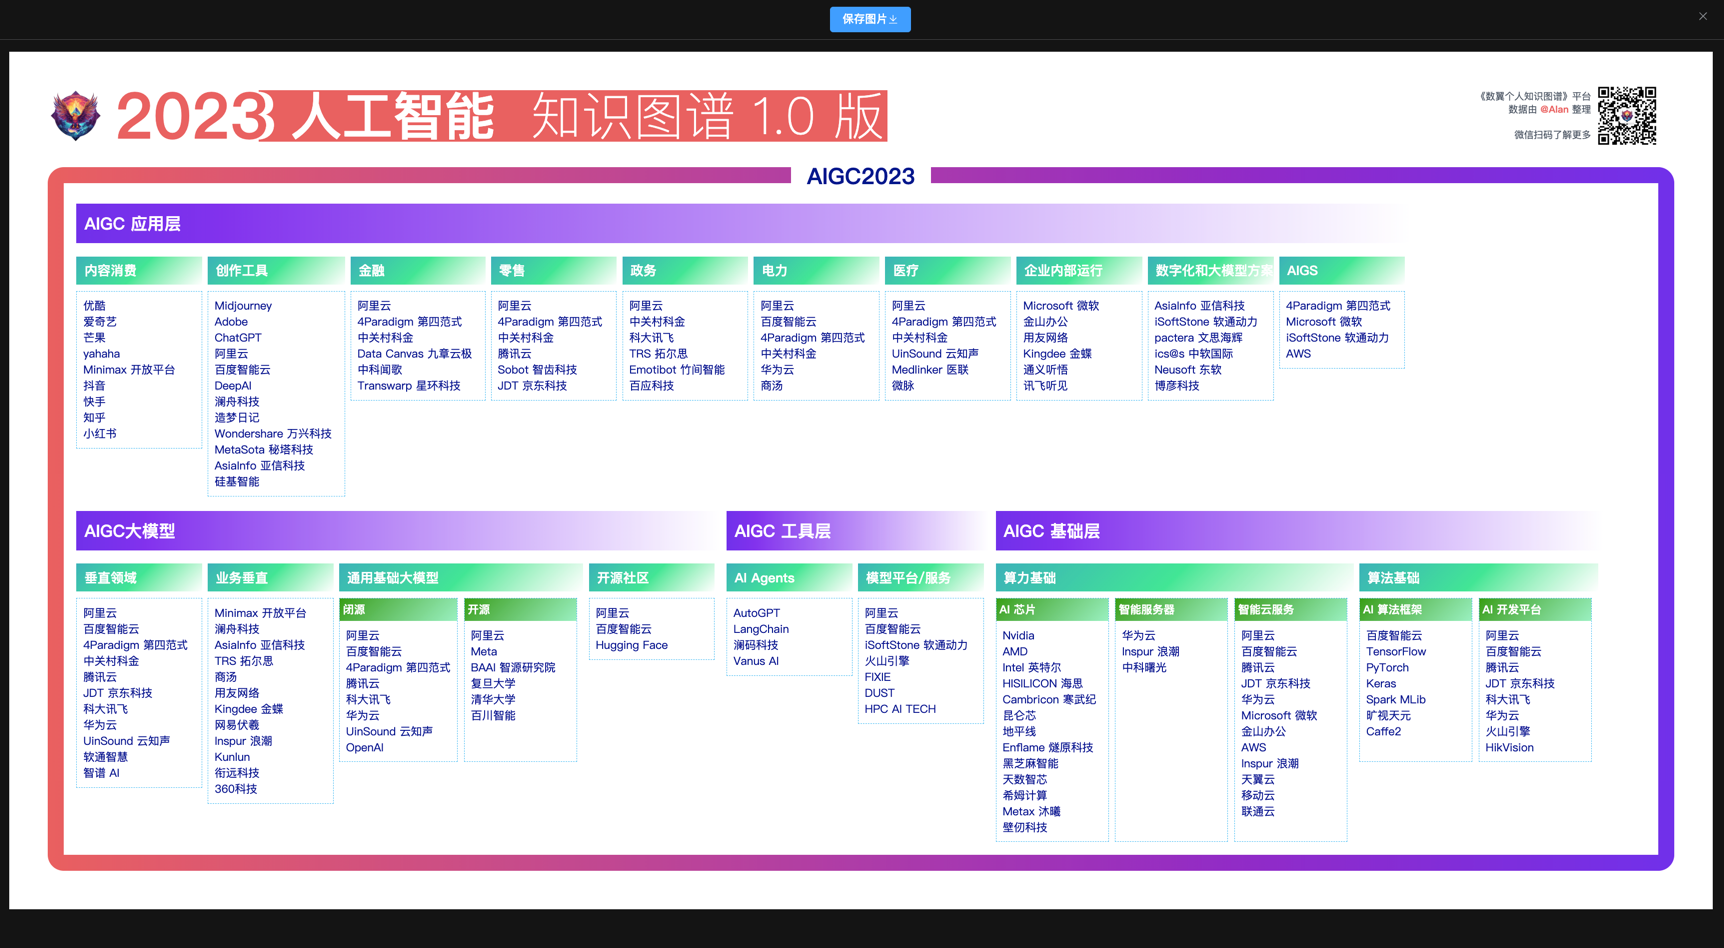 保存图片
2023 人工智能 知识图谱 1.0 版
《数翼个人知识图谱》平台
数据由 @Alan 整理
微信扫码了解更多
AIGC2023
AIGC 应用层
内容消费
优酷
爱奇艺
芒果
yahaha
Minimax 开放平台
抖音
快手
知乎
小红书
创作工具
Midjourney
Adobe
ChatGPT
阿里云
百度智能云
DeepAI
澜舟科技
造梦日记
Wondershare 万兴科技
MetaSota 秘塔科技
AsiaInfo 亚信科技
硅基智能
金融
阿里云
4Paradigm 第四范式
中关村科金
Data Canvas 九章云极
中科闻歌
Transwarp 星环科技
零售
阿里云
4Paradigm 第四范式
中关村科金
腾讯云
Sobot 智齿科技
JDT 京东科技
政务
阿里云
中关村科金
科大讯飞
TRS 拓尔思
Emotibot 竹间智能
百应科技
电力
阿里云
百度智能云
4Paradigm 第四范式
中关村科金
华为云
商汤
医疗
阿里云
4Paradigm 第四范式
中关村科金
UinSound 云知声
Medlinker 医联
微脉
企业内部运行
Microsoft 微软
金山办公
用友网络
Kingdee 金蝶
通义听悟
讯飞听见
数字化和大模型方案
AsiaInfo 亚信科技
iSoftStone 软通动力
pactera 文思海辉
ics@s 中软国际
Neusoft 东软
博彦科技
AIGS
4Paradigm 第四范式
Microsoft 微软
iSoftStone 软通动力
AWS
AIGC大模型
垂直领域
阿里云
百度智能云
4Paradigm 第四范式
中关村科金
腾讯云
JDT 京东科技
科大讯飞
华为云
UinSound 云知声
软通智慧
智谱 AI
业务垂直
Minimax 开放平台
澜舟科技
AsiaInfo 亚信科技
TRS 拓尔思
商汤
用友网络
Kingdee 金蝶
网易伏羲
Inspur 浪潮
Kunlun
衔远科技
360科技
通用基础大模型
闭源
阿里云
百度智能云
4Paradigm 第四范式
腾讯云
科大讯飞
华为云
UinSound 云知声
OpenAI
开源
阿里云
Meta
BAAI 智源研究院
复旦大学
清华大学
百川智能
开源社区
阿里云
百度智能云
Hugging Face
AIGC 工具层
AI Agents
AutoGPT
LangChain
澜码科技
Vanus AI
模型平台/服务
阿里云
百度智能云
iSoftStone 软通动力
火山引擎
FIXIE
DUST
HPC AI TECH
AIGC 基础层
算力基础
AI 芯片
Nvidia
AMD
Intel 英特尔
HISILICON 海思
Cambricon 寒武纪
昆仑芯
地平线
Enflame 燧原科技
黑芝麻智能
天数智芯
希姆计算
Metax 沐曦
壁仞科技
智能服务器
华为云
Inspur 浪潮
中科曙光
智能云服务
阿里云
百度智能云
腾讯云
JDT 京东科技
华为云
Microsoft 微软
金山办公
AWS
Inspur 浪潮
天翼云
移动云
联通云
算法基础
AI 算法框架
百度智能云
TensorFlow
PyTorch
Keras
Spark MLib
旷视天元
Caffe2
AI 开发平台
阿里云
百度智能云
腾讯云
JDT 京东科技
科大讯飞
华为云
火山引擎
HikVision